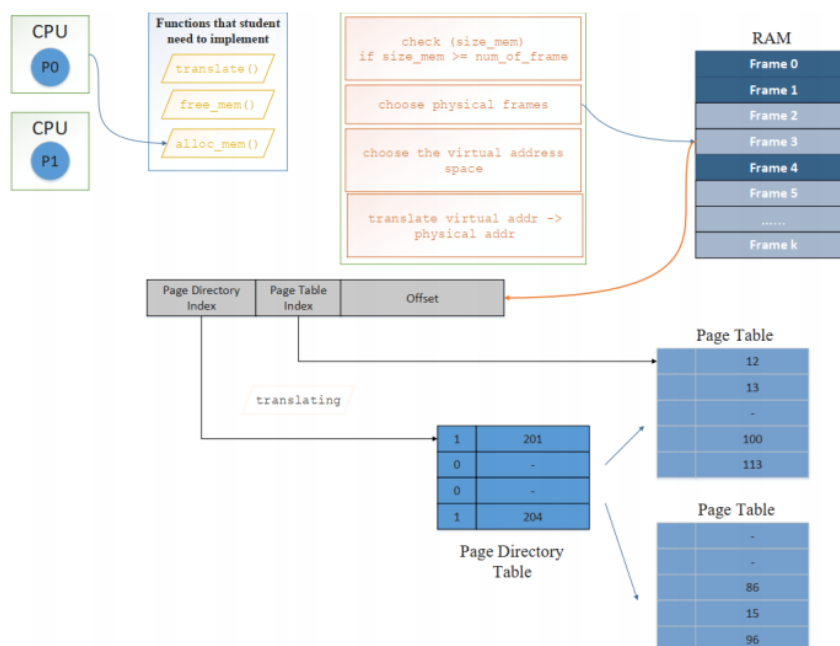 CPU
P0
CPU
P1
Functions that student
need to implement
translate()
free_mem()
alloc_mem()
check (size_mem)
if size_mem >= num_of_frame
choose physical frames
choose the virtual address
space
translate virtual addr ->
physical addr
RAM
Frame 0
Frame 1
Frame 2
Frame 3
Frame 4
Frame 5
......
Frame k
Page Directory
Index
Page Table
Index
Offset
translating
1 201
0 -
0 -
1 204
Page Directory
Table
Page Table
12
13
-
100
113
Page Table
-
-
86
15
96